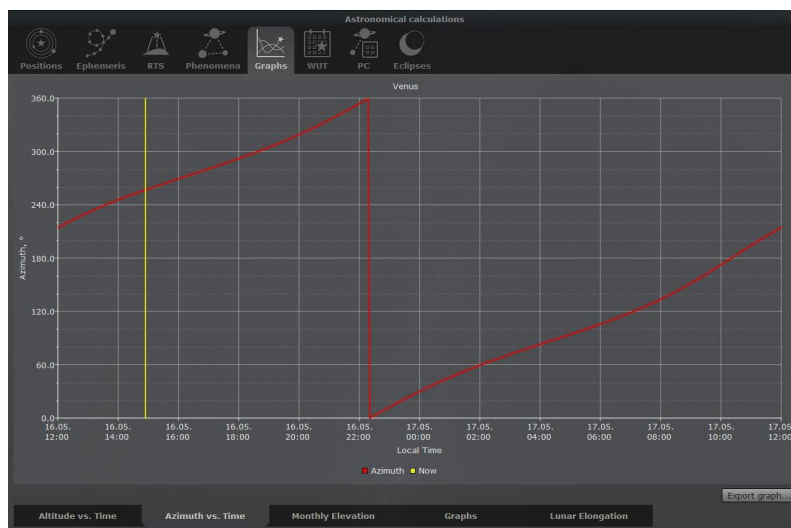 Astronomical calculations
Positions Ephemeris RTS Phenomena Graphs WUT PC Eclipses
Venus
360.0
300.0
240.0
180.0
120.0
60.0
0.0
Azimuth, °
16.05. 16.05. 16.05. 16.05. 16.05. 16.05. 17.05. 17.05. 17.05. 17.05. 17.05. 17.05. 17.05
12:00 14:00 16:00 18:00 20:00 22:00 00:00 02:00 04:00 06:00 08:00 10:00 12:00
Local Time
Azimuth Now
Export graph...
Altitude vs. Time Azimuth vs. Time Monthly Elevation Graphs Lunar Elongation